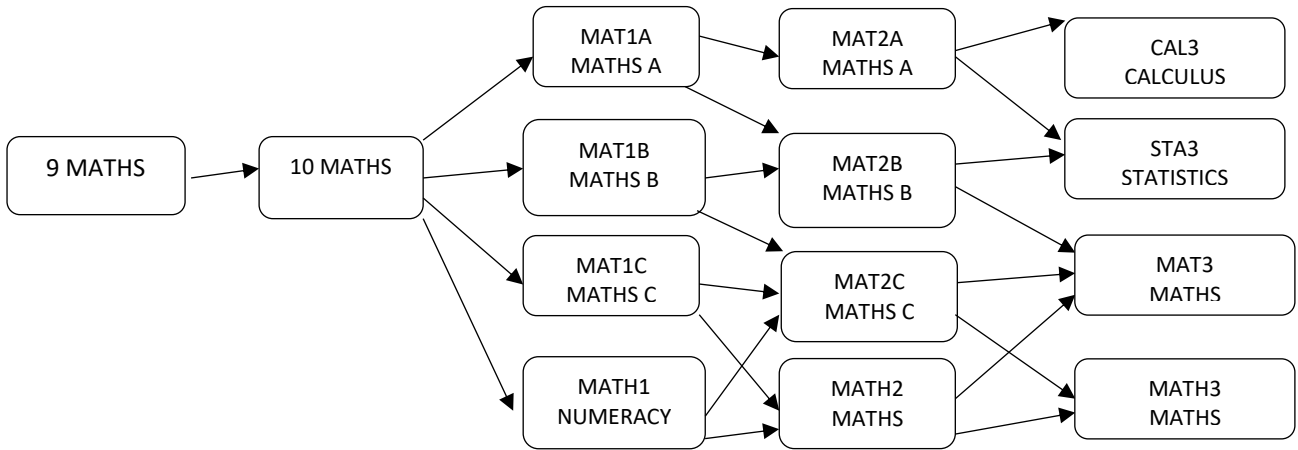 9 MATHS
10 MATHS
MAT1A
MATHS A
MAT1B
MATHS B
MAT1C
MATHS C
MATH1
NUMERACY
MAT2A
MATHS A
MAT2B
MATHS B
MAT2C
MATHS C
MATH2
MATHS
CAL3
CALCULUS
STA3
STATISTICS
MAT3
MATHS
MATH3
MATHS